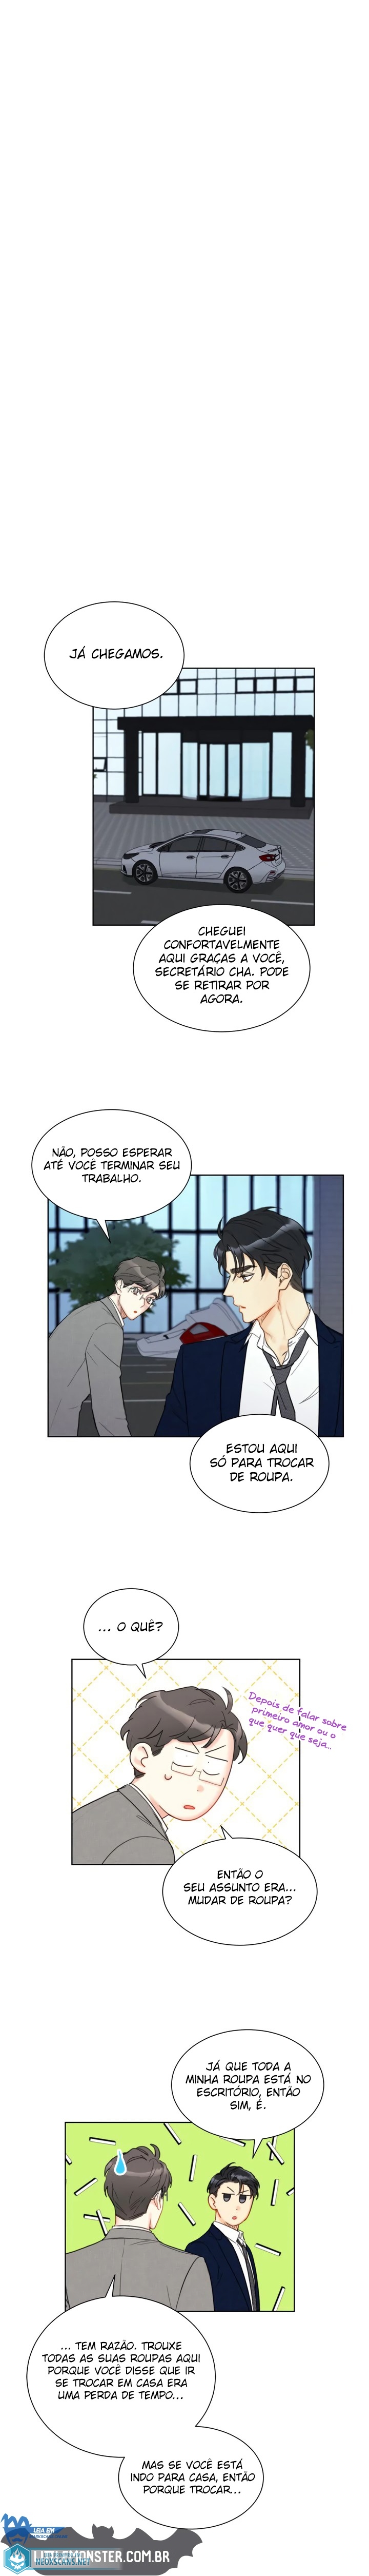 JÁ CHEGAMOS.
CHEGUEI
CONFORTAVELMENTE
AQUI GRAÇAS A VOCÊ,
SECRETÁRIO CHA. PODE
SE RETIRAR POR
AGORA.
NÃO, POSSO ESPERAR
ATÉ VOCÊ TERMINAR SEU
TRABALHO.
ESTOU AQUI
SÓ PARA TROCAR
DE ROUPA.
... O QUÊ?
Depois de falar sobre
primeiro amor ou o
que quer que seja...
ENTÃO O
SEU ASSUNTO ERA...
MUDAR DE ROUPA?
JÁ QUE TODA A
MINHA ROUPA ESTÁ NO
ESCRITÓRIO, ENTÃO
SIM, É.
... TEM RAZÃO. TROUXE
TODAS AS SUAS ROUPAS AQUI
PORQUE VOCÊ DISSE QUE IR
SE TROCAR EM CASA ERA
UMA PERDA DE TEMPO...
MAS SE VOCÊ ESTÁ
INDO PARA CASA, ENTÃO
PORQUE TROCAR...
LEIA EM
NEOXSCANS.NET
LITTLEMONSTER.COM.BR